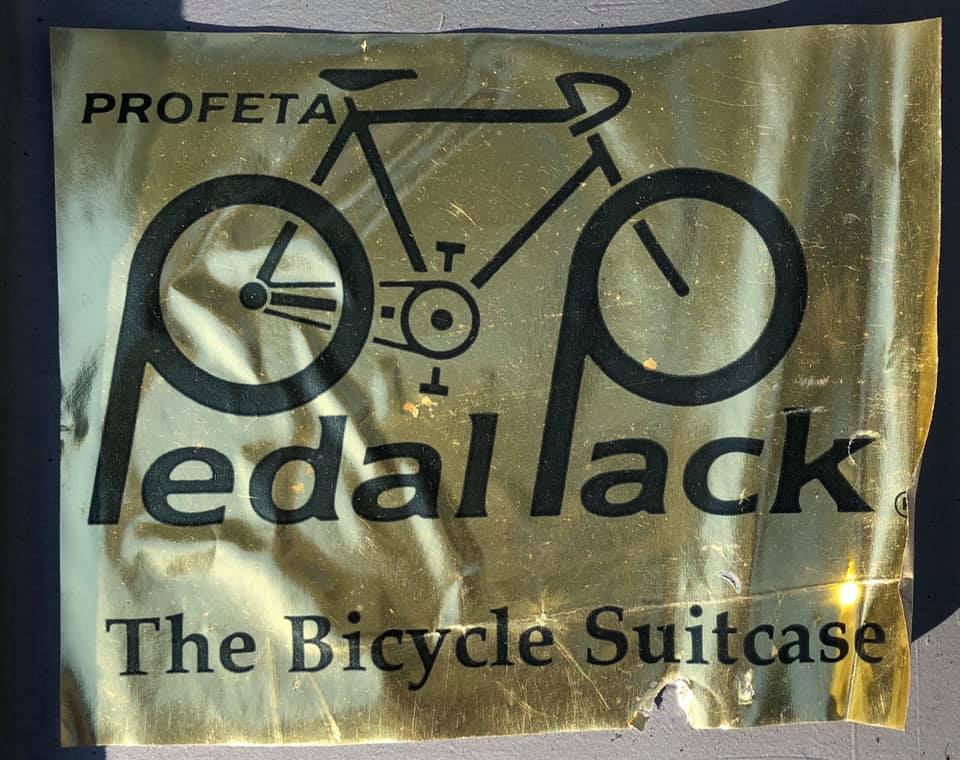 PROFETA
Pedal Pack ®
The Bicycle Suitcase